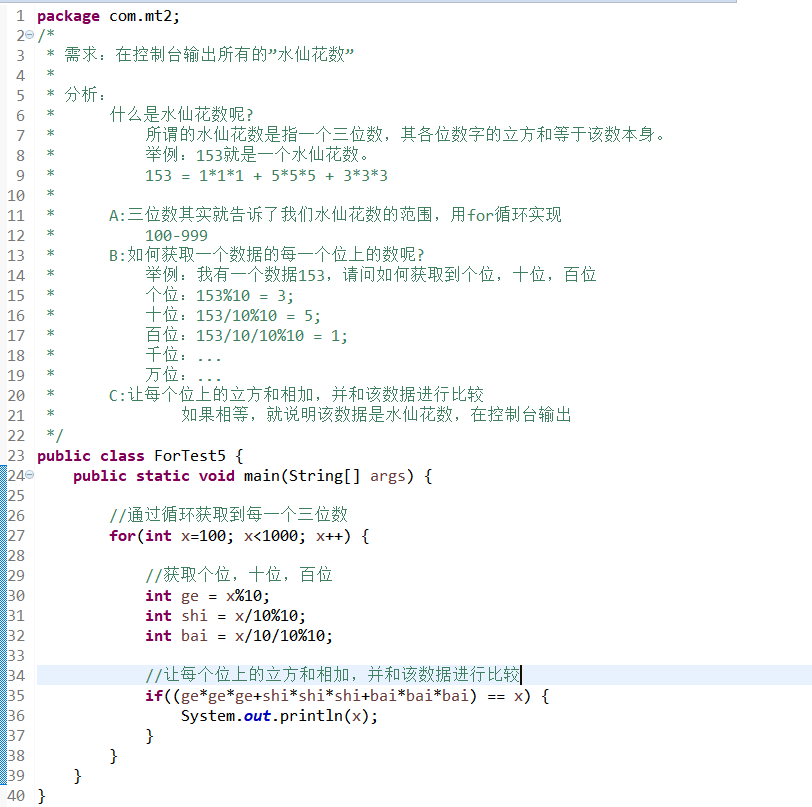 1 package com.mt2;
2 /*
3  * 需求：在控制台输出所有的”水仙花数”
4  *
5  * 分析：
6  *      什么是水仙花数呢?
7  *          所谓的水仙花数是指一个三位数，其各位数字的立方和等于该数本身。
8  *          举例：153就是一个水仙花数。
9  *          153 = 1*1*1 + 5*5*5 + 3*3*3
10  *
11  *      A:三位数其实就告诉了我们水仙花数的范围，用for循环实现
12  *          100-999
13  *      B:如何获取一个数据的每一个位上的数呢?
14  *          举例：我有一个数据153，请问如何获取到个位，十位，百位
15  *          个位：153%10 = 3;
16  *          十位：153/10%10 = 5;
17  *          百位：153/10/10%10 = 1;
18  *          千位：...
19  *          万位：...
20  *      C:让每个位上的立方和相加，并和该数据进行比较
21  *              如果相等，就说明该数据是水仙花数，在控制台输出
22  */
23 public class ForTest5 {
24     public static void main(String[] args) {
25
26         //通过循环获取到每一个三位数
27         for(int x=100; x<1000; x++) {
28
29             //获取个位，十位，百位
30             int ge = x%10;
31             int shi = x/10%10;
32             int bai = x/10/10%10;
33
34             //让每个位上的立方和相加，并和该数据进行比较
35             if((ge*ge*ge+shi*shi*shi+bai*bai*bai) == x) {
36                 System.out.println(x);
37             }
38         }
39     }
40 }